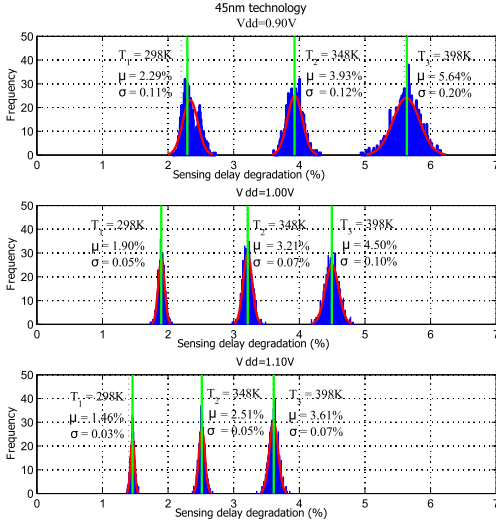 45nm technology
Vdd=0.90V
50
40
30
20
10
0
Frequency
T1 = 298K
μ = 2.29%
σ = 0.11%
T2 = 348K
μ = 3.93%
σ = 0.12%
T3 = 398K
μ = 5.64%
σ = 0.20%
0 1 2 3 4 5 6 7
Sensing delay degradation (%)
Vdd=1.00V
50
40
30
20
10
0
Frequency
T1 = 298K
μ = 1.90%
σ = 0.05%
T2 = 348K
μ = 3.21%
σ = 0.07%
T3 = 398K
μ = 4.50%
σ = 0.10%
0 1 2 3 4 5 6 7
Sensing delay degradation (%)
Vdd=1.10V
50
40
30
20
10
0
Frequency
T1 = 298K
μ = 1.46%
σ = 0.03%
T2 = 348K
μ = 2.51%
σ = 0.05%
T3 = 398K
μ = 3.61%
σ = 0.07%
0 1 2 3 4 5 6 7
Sensing delay degradation (%)